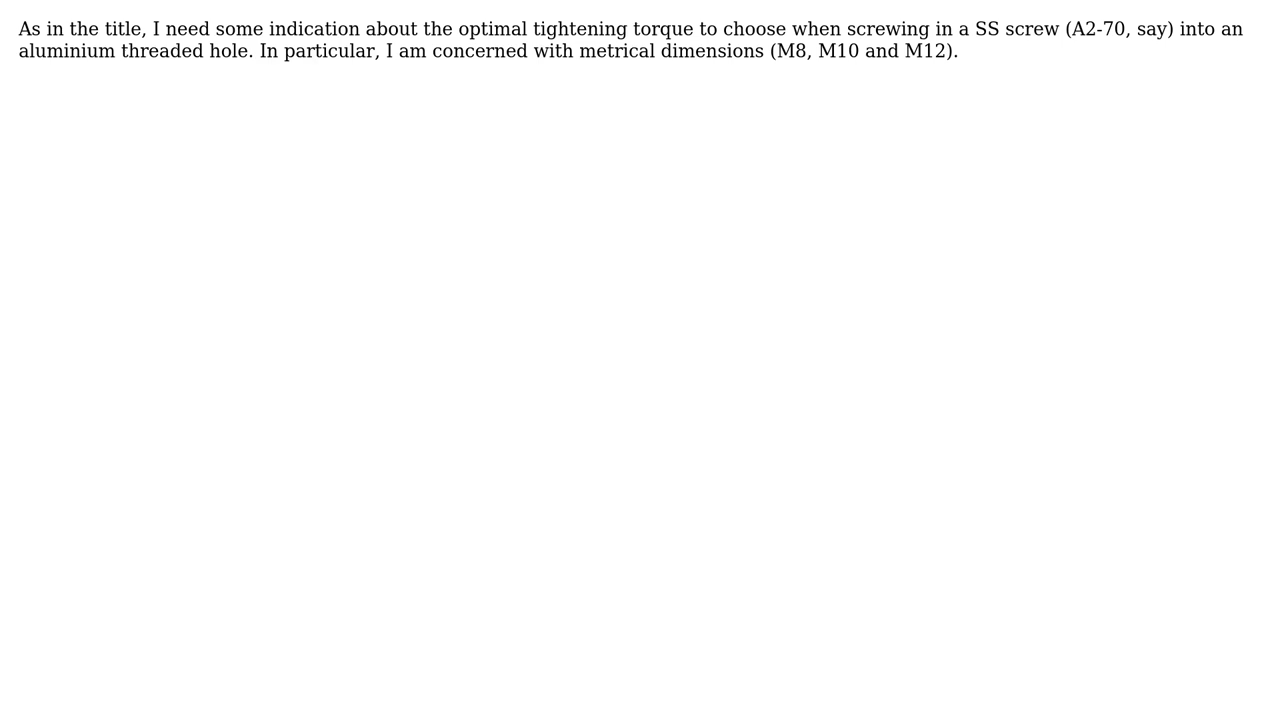 As in the title, I need some indication about the optimal tightening torque to choose when screwing in a SS screw (A2-70, say) into an
aluminium threaded hole. In particular, I am concerned with metrical dimensions (M8, M10 and M12).